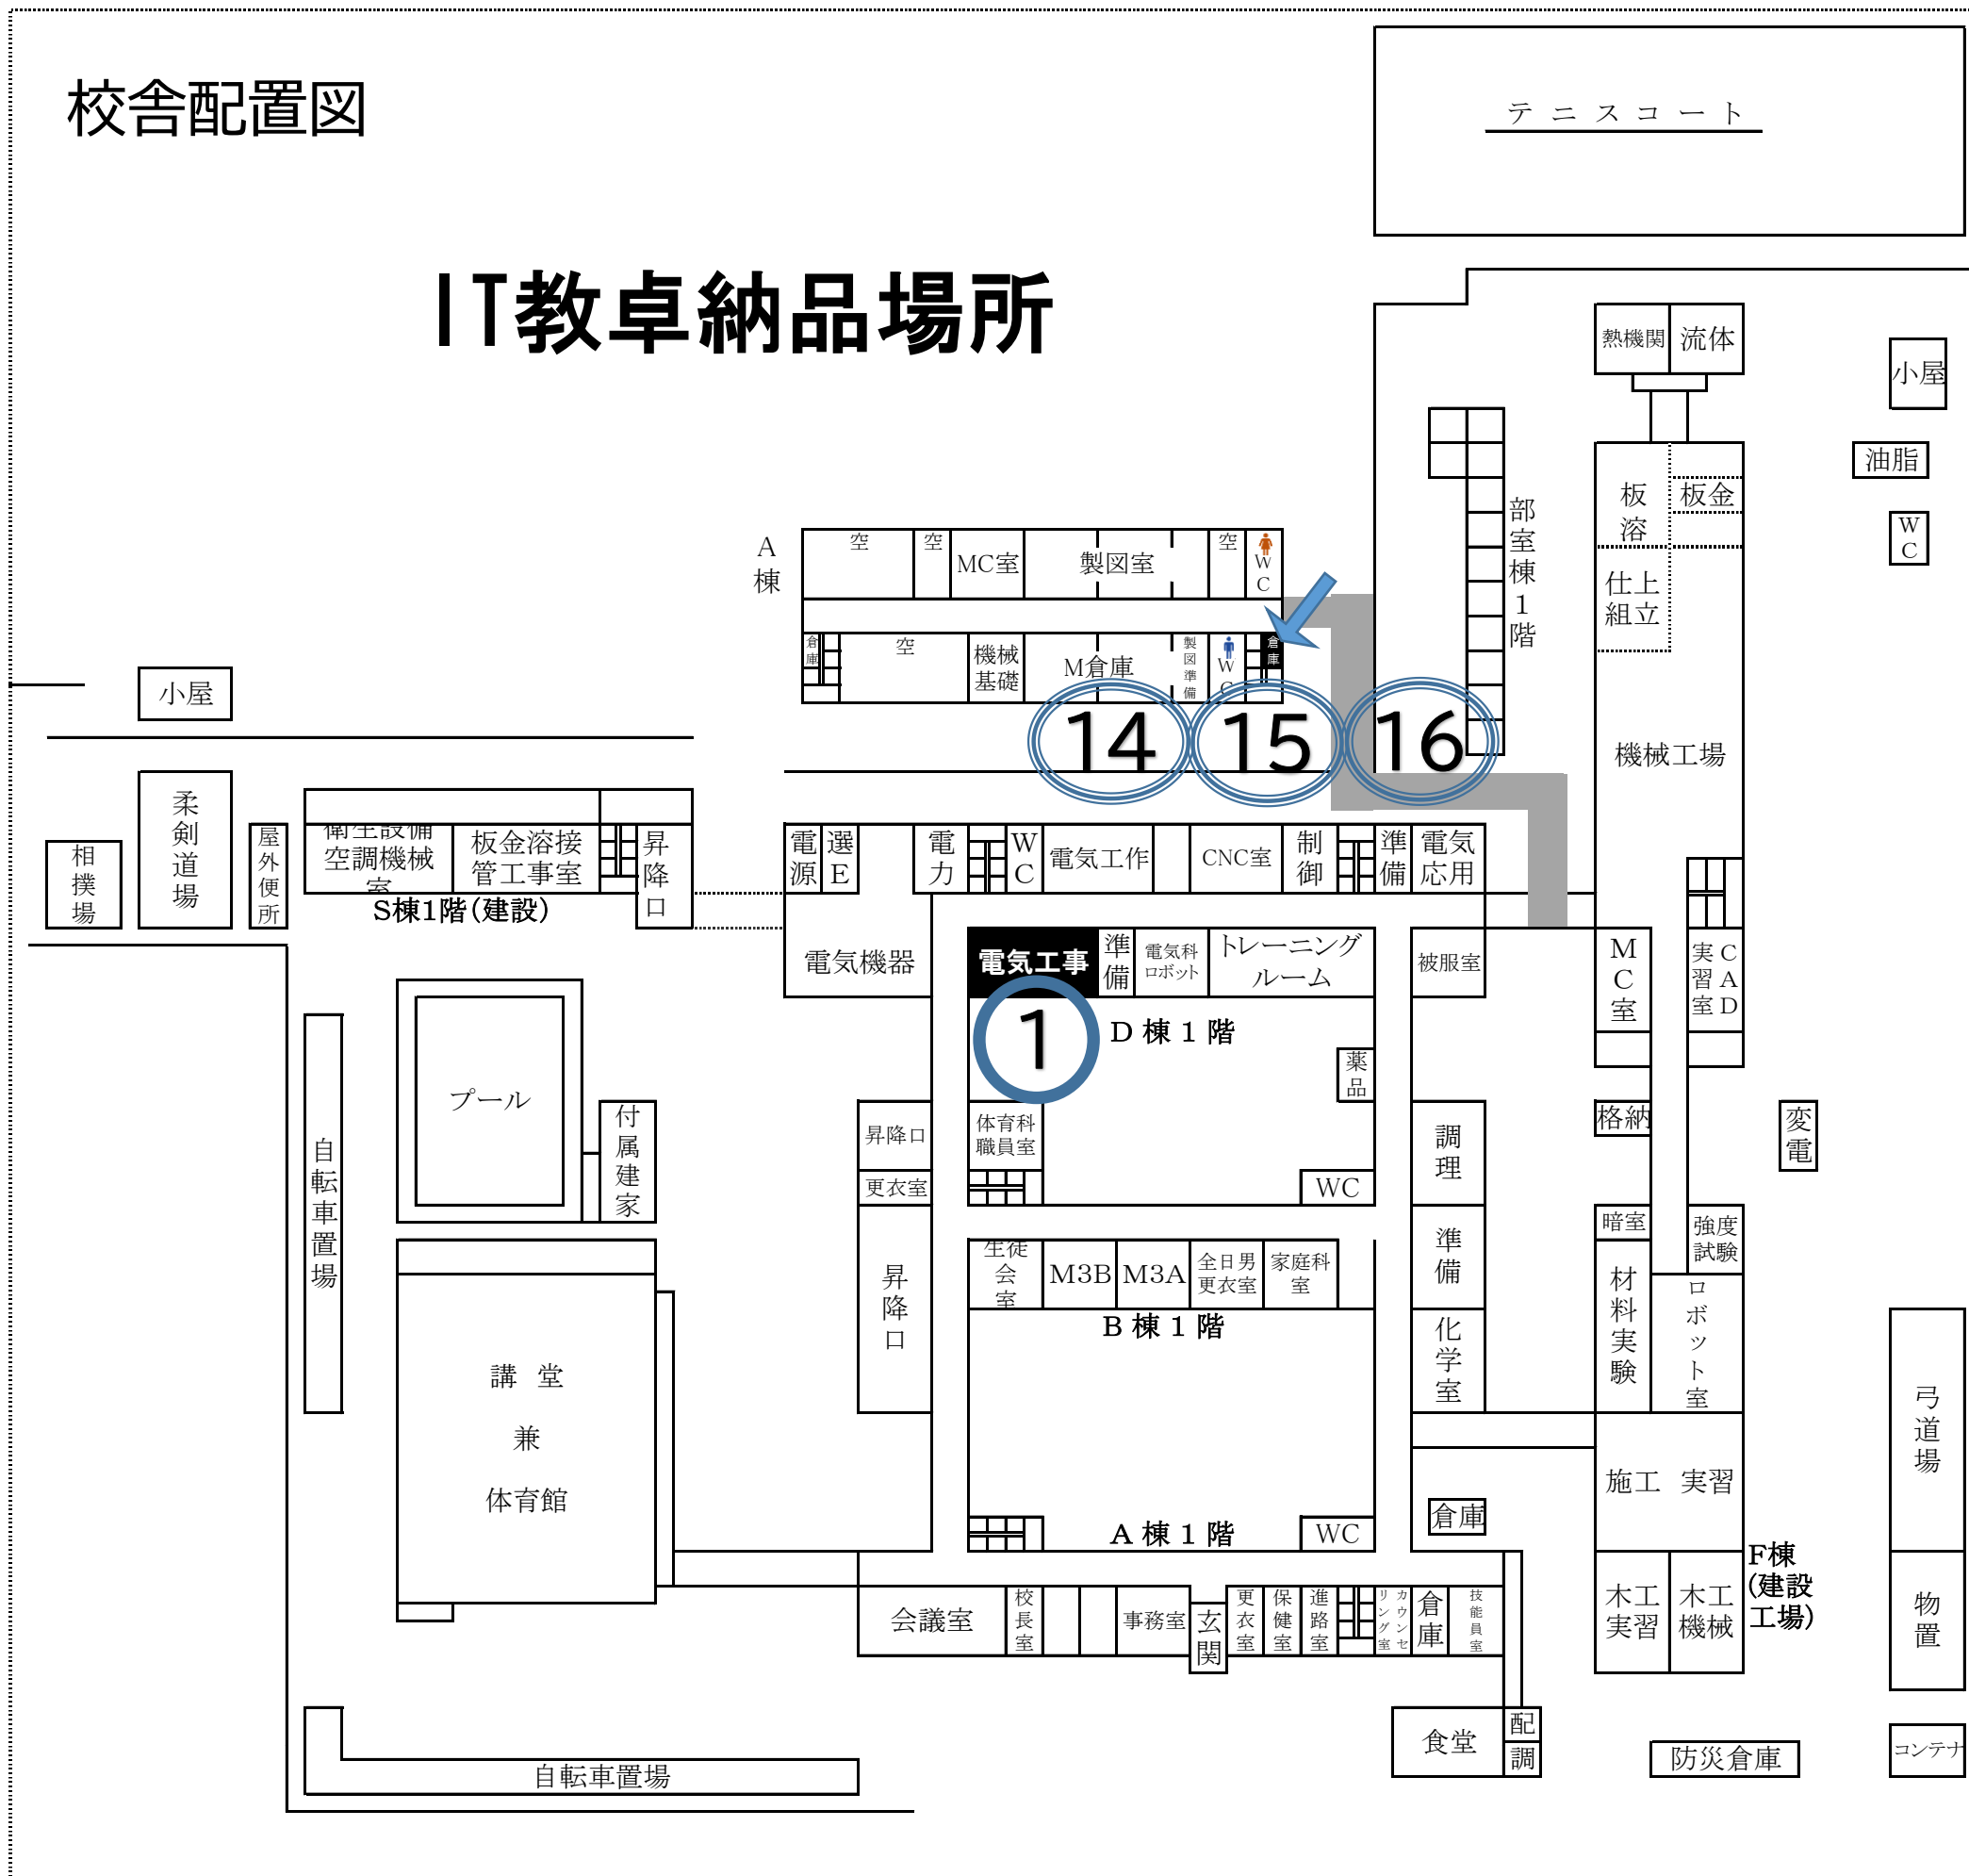 校舎配置図
テニスコート
IT教卓納品場所
熱機関
流体
小屋
油脂
WC
板溶
板金
仕上
組立
機械工場
部室棟1階
A棟
空
空
MC室
製図室
空
WC
倉庫
空
機械
基礎
M倉庫
製図準備
WC
倉庫
14
15
16
小屋
柔剣道場
相撲場
屋外便所
衛生設備
空調機械
室
板金溶接
管工事室
昇降口
S棟1階(建設)
電源
選E
電力
WC
電気工作
CNC室
制御
準備
電気
応用
電気機器
電気工事
準備
電気科
ロボット
トレーニング
ルーム
被服室
MC室
CAD
実習室
1
D棟1階
薬品
プール
付属建家
自転車置場
昇降口
体育科
職員室
更衣室
WC
調理
格納
変電
生徒
会
室
M3B
M3A
全日男
更衣室
家庭科
室
準備
暗室
強度
試験
昇降口
B棟1階
化学室
材料実験
ロボット室
講堂
兼
体育館
弓道場
施工 実習
倉庫
A棟1階
WC
F棟
(建設
工場)
会議室
校長室
事務室
玄関
更衣室
保健室
進路室
カウンセ
リング室
倉庫
技能員室
木工
実習
木工
機械
物置
食堂
配
調
防災倉庫
コンテナ
自転車置場